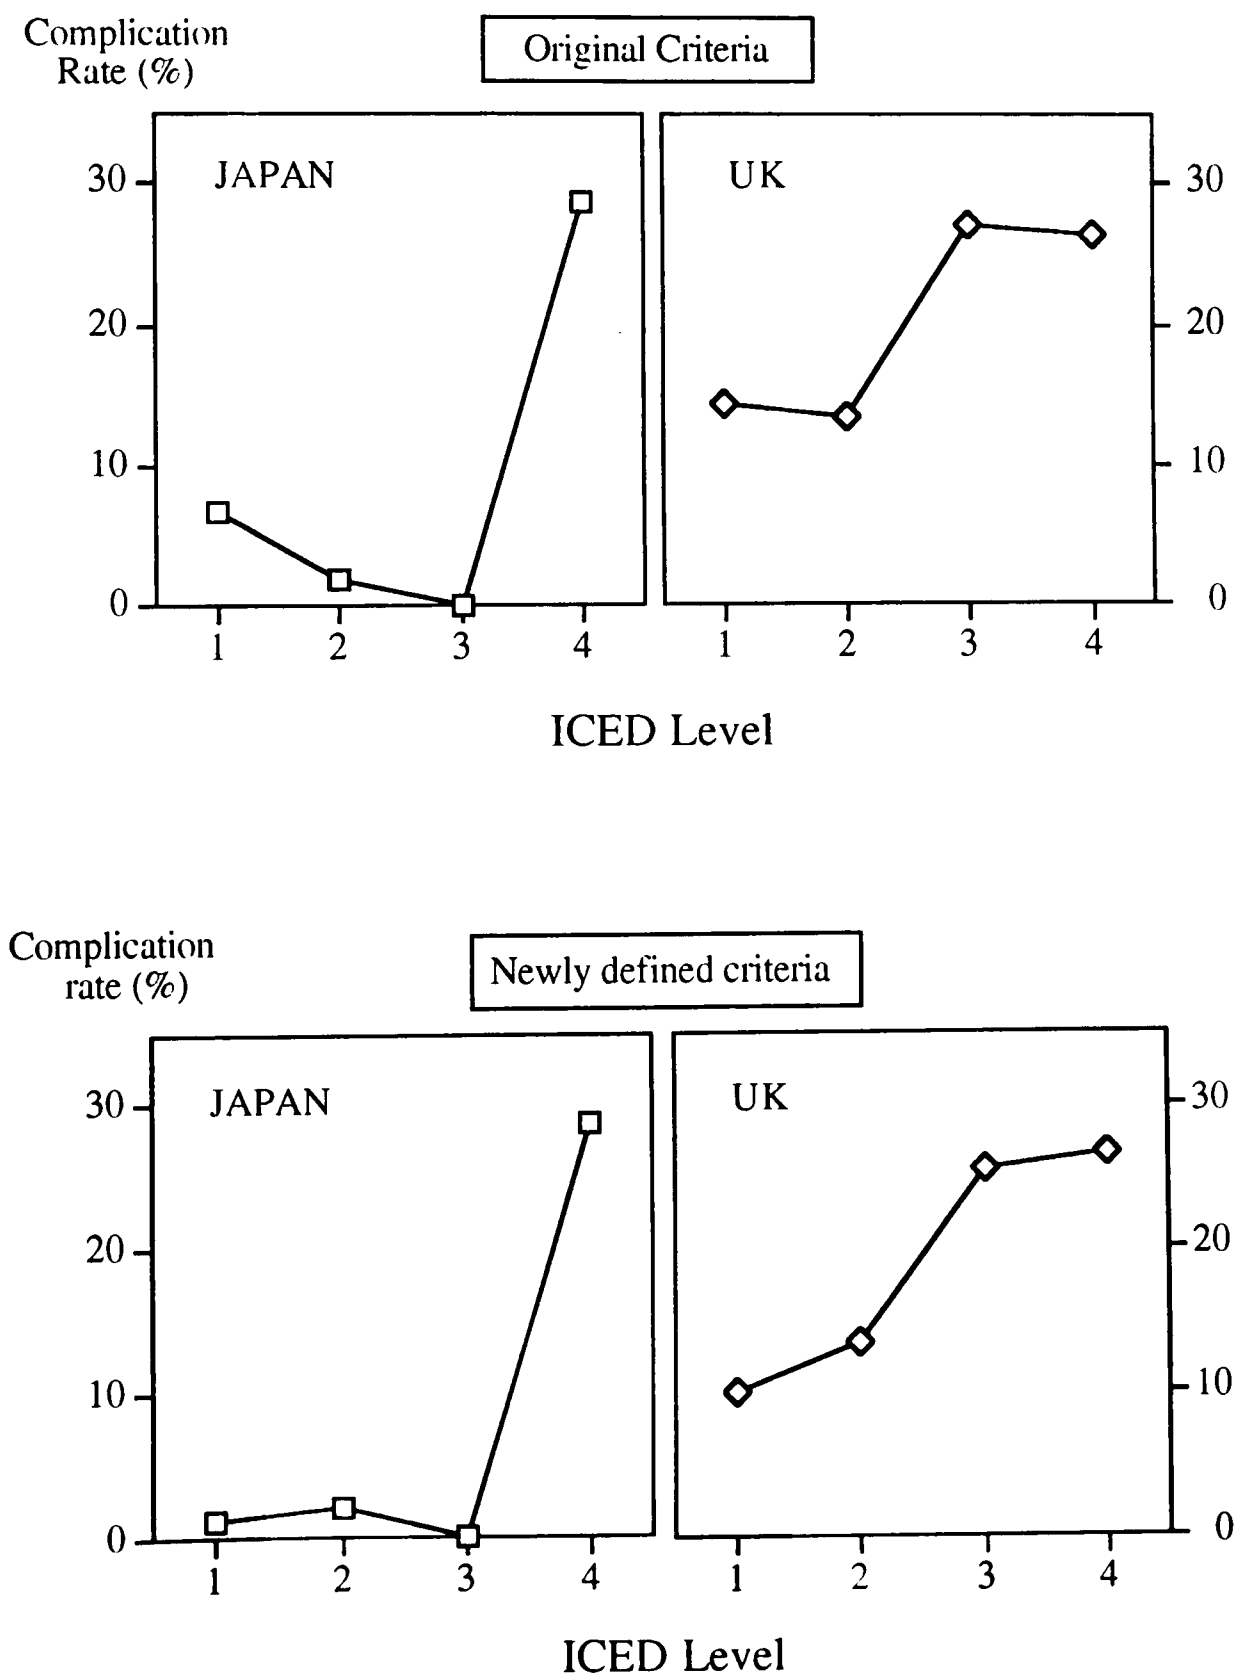 Complication
Rate (%)
Original Criteria
JAPAN
UK
30
20
10
0
30
20
10
0
1 2 3 4
1 2 3 4
ICED Level
Complication
rate (%)
Newly defined criteria
JAPAN
UK
30
20
10
0
30
20
10
0
1 2 3 4
1 2 3 4
ICED Level